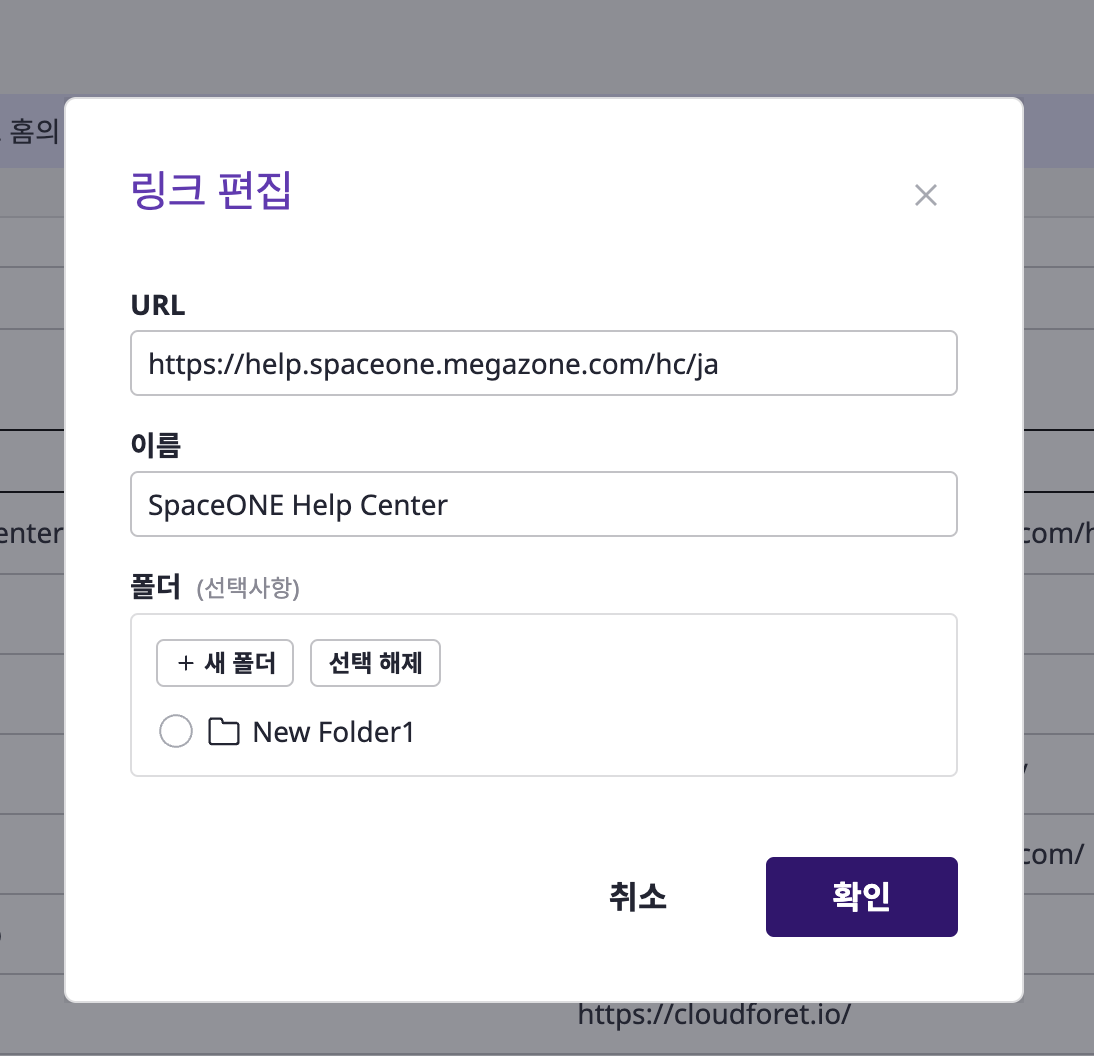 홈의
링크 편집
URL
https://help.spaceone.megazone.com/hc/ja
이름
SpaceONE Help Center
enter
com/h
폴더 (선택사항)
+ 새 폴더 선택 해제
New Folder1
/
com/
취소 확인
https://cloudforet.io/